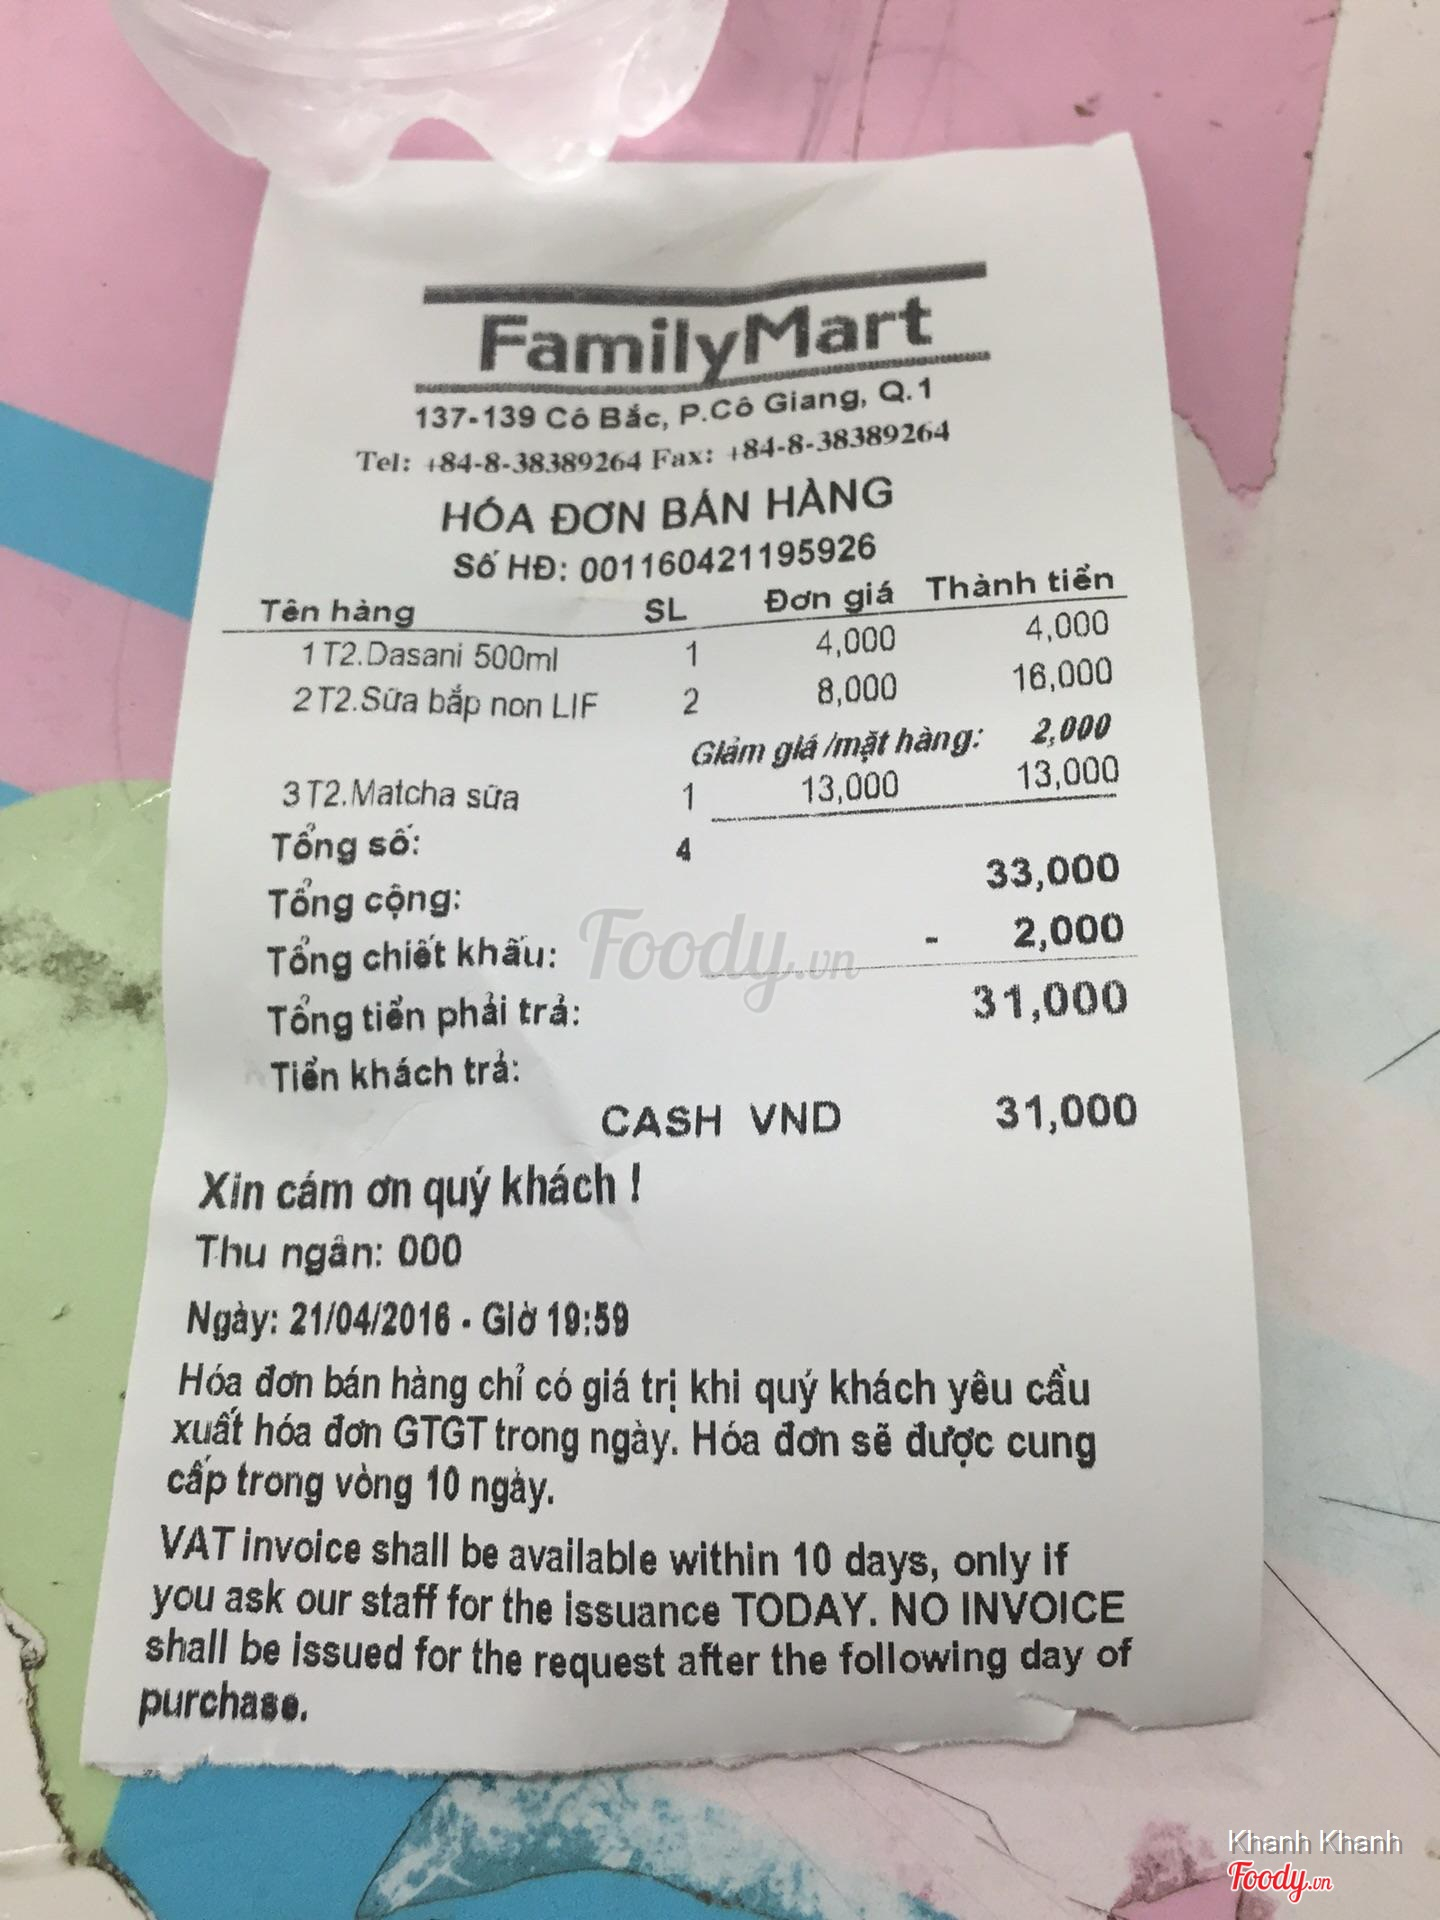 FamilyMart
137-139 Cô Bắc, P.Cô Giang, Q.1
Tel: +84-8-38389264 Fax: +84-8-38389264
HÓA ĐƠN BÁN HÀNG
Số HĐ: 001160421195926
Tên hàng SL Đơn giá Thành tiền
1 T2.Dasani 500ml 1 4,000 4,000
2 T2.Sữa bắp non LIF 2 8,000 16,000
Giảm giá /mặt hàng: 2,000
3 T2.Matcha sữa 1 13,000 13,000
Tổng số: 4
Tổng cộng: 33,000
Tổng chiết khấu: - 2,000
Tổng tiền phải trả: 31,000
Tiền khách trả:
CASH VND 31,000
Xin cám ơn quý khách !
Thu ngân: 000
Ngày: 21/04/2016 - Giờ 19:59
Hóa đơn bán hàng chỉ có giá trị khi quý khách yêu cầu
xuất hóa đơn GTGT trong ngày. Hóa đơn sẽ được cung
cấp trong vòng 10 ngày.
VAT invoice shall be available within 10 days, only if
you ask our staff for the issuance TODAY. NO INVOICE
shall be issued for the request after the following day of
purchase.
Foody.vn
Khanh Khanh
Foody.vn